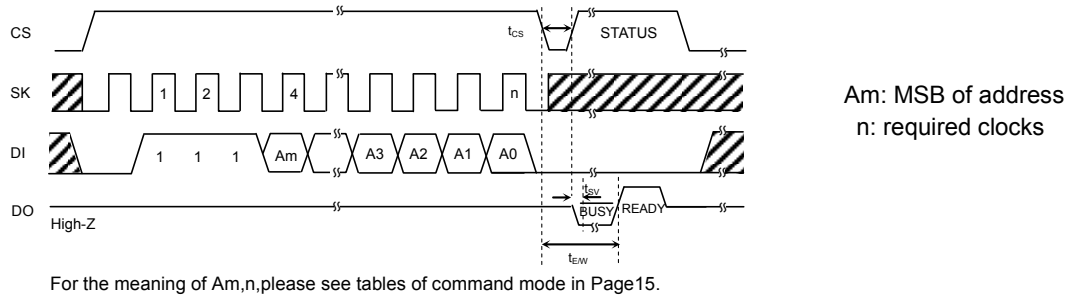 CS
tCS
STATUS
SK
1
2
4
n
DI
1 1 1 Am A3 A2 A1 A0
tSV
DO
High-Z
BUSY
READY
tE/W
Am: MSB of address
n: required clocks
For the meaning of Am,n,please see tables of command mode in Page15.